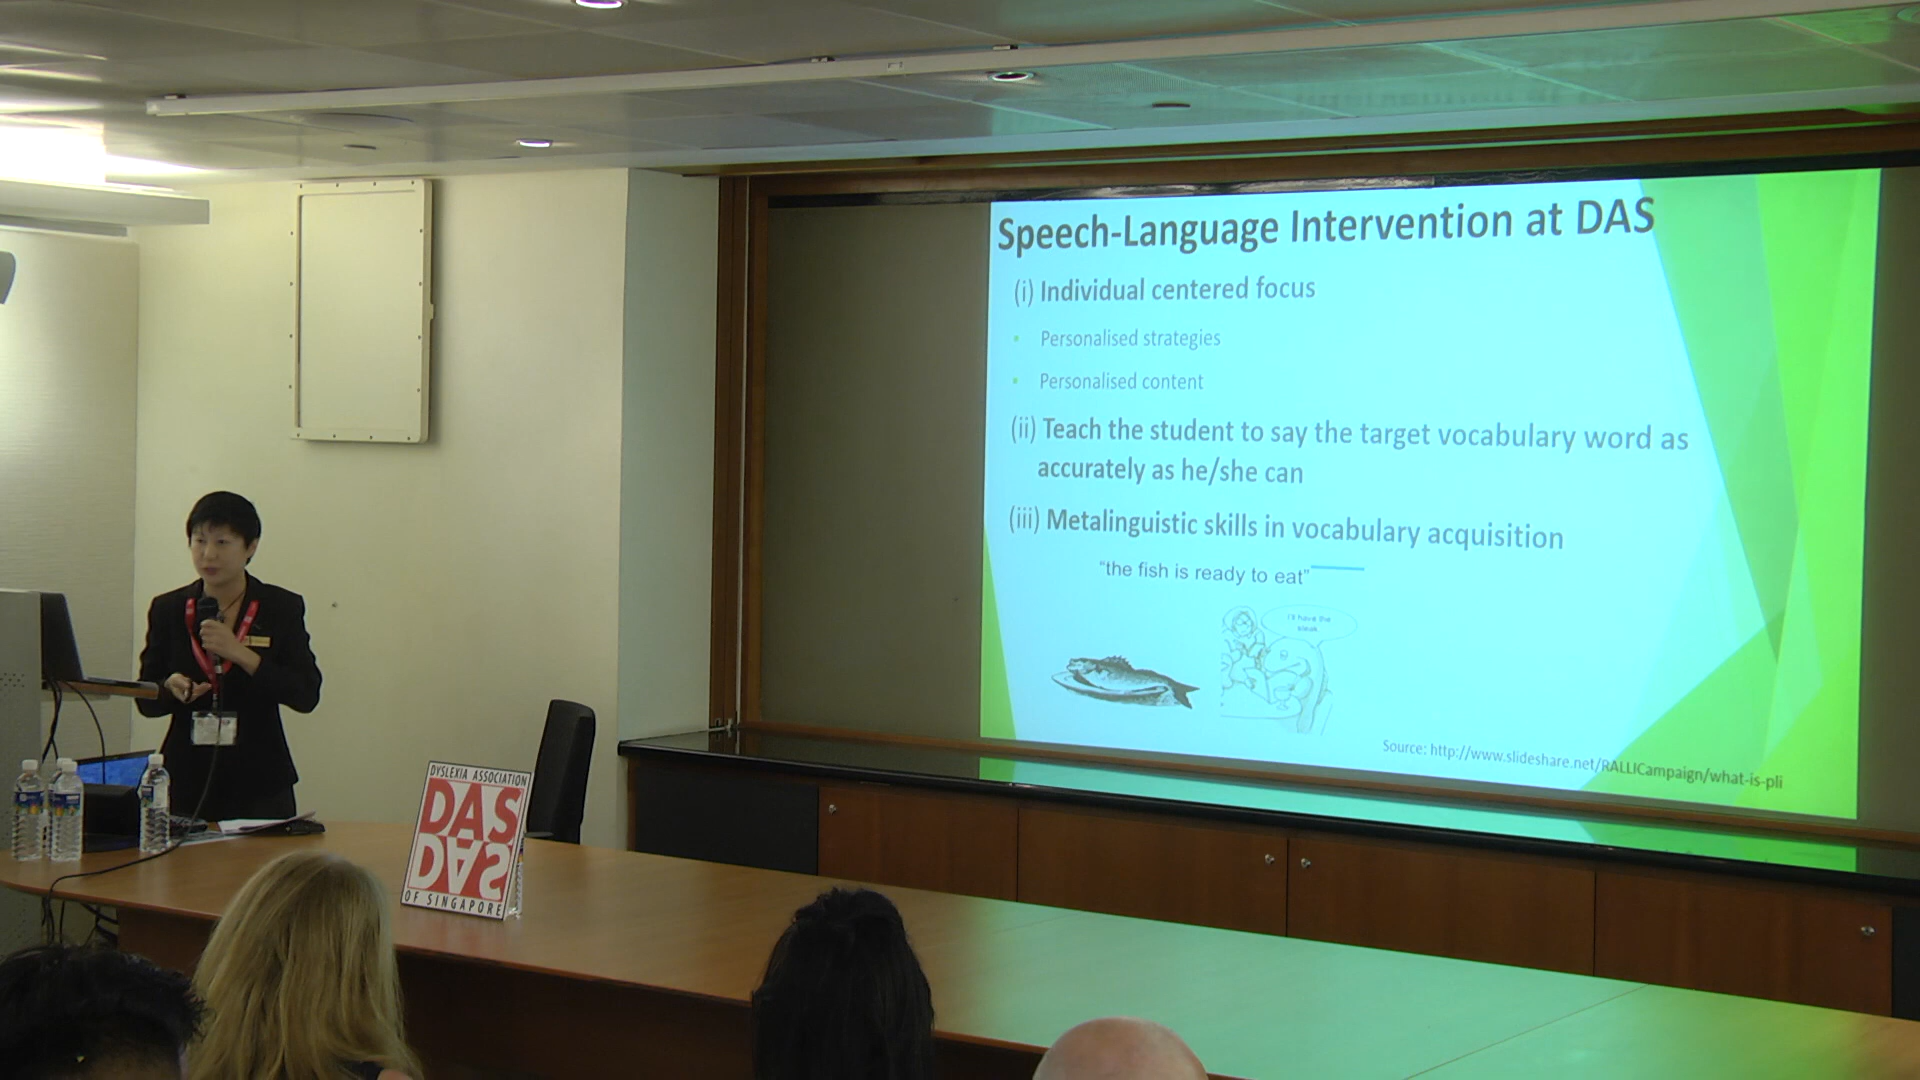 Speech-Language Intervention at DAS
(i) Individual centered focus
Personalised strategies
Personalised content
(ii) Teach the student to say the target vocabulary word as
accurately as he/she can
(iii) Metalinguistic skills in vocabulary acquisition
“the fish is ready to eat”
I'll have the
steak
Source: http://www.slideshare.net/RALLICampaign/what-is-pli
DYSLEXIA ASSOCIATION
DAS
DAS
OF SINGAPORE